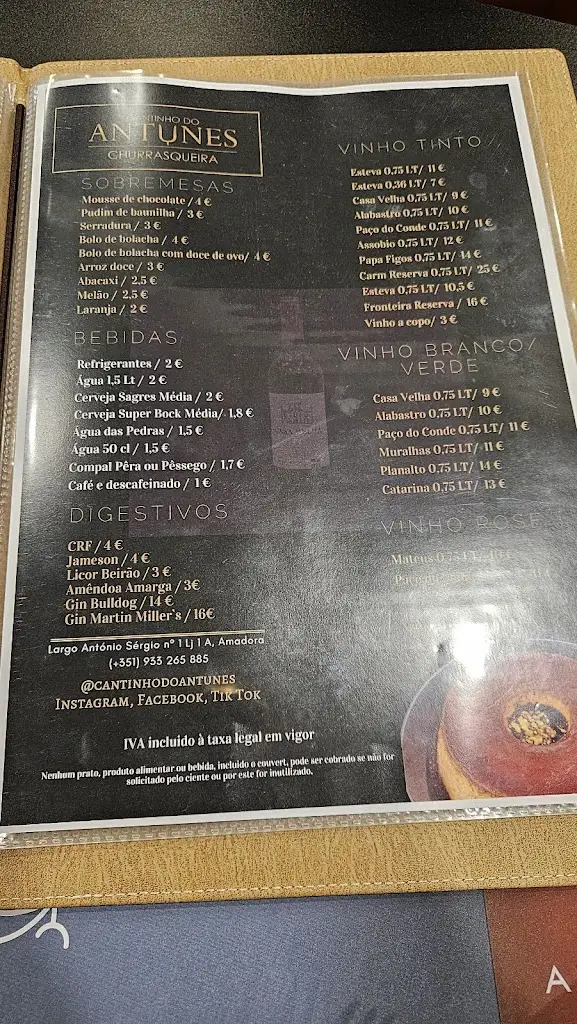 CANTINHO DO
ANTUNES
CHURRASQUEIRA
SOBREMESAS
Mousse de chocolate / 4 €
Pudim de baunilha / 3 €
Serradura / 3 €
Bolo de bolacha / 4 €
Bolo de bolacha com doce de ovo/ 4 €
Arroz doce / 3 €
Abacaxi / 2,5 €
Melão / 2,5 €
Laranja / 2 €
BEBIDAS
Refrigerantes / 2 €
Água 1,5 Lt / 2 €
Cerveja Sagres Média / 2 €
Cerveja Super Bock Média/ 1,8 €
Água das Pedras / 1,5 €
Água 50 cl / 1,5 €
Compal Pêra ou Pêssego / 1,7 €
Café e descafeinado / 1 €
DIGESTIVOS
CRF / 4 €
Jameson / 4 €
Licor Beirão / 3 €
Amêndoa Amarga / 3€
Gin Bulldog / 14 €
Gin Martin Miller`s / 16€
Largo António Sérgio nº 1 Lj 1 A, Amadora
(+351) 933 265 885
@CANTINHODOANTUNES
INSTAGRAM, FACEBOOK, TIK TOK
IVA incluido à taxa legal em vigor
Nenhum prato, produto alimentar ou bebida, incluido o couvert, pode ser cobrado se não for
solicitado pelo ciente ou por este for inutilizado.
VINHO TINTO
Esteva 0,75 LT/ 11 €
Esteva 0,36 LT/ 7 €
Casa Velha 0,75 LT/ 9 €
Alabastro 0,75 LT/ 10 €
Paço do Conde 0,75 LT/ 11 €
Assobio 0,75 LT/ 12 €
Papa Figos 0,75 LT/ 14 €
Carm Reserva 0,75 LT/ 25 €
Esteva 0,75 LT/ 10,5 €
Fronteira Reserva / 16 €
Vinho a copo/ 3 €
VINHO BRANCO/
VERDE
Casa Velha 0,75 LT/ 9 €
Alabastro 0,75 LT/ 10 €
Paço do Conde 0,75 LT/ 11 €
Muralhas 0,75 LT/ 11 €
Planalto 0,75 LT/ 14 €
Catarina 0,75 LT/ 13 €
VINHO ROSE
Mateus 0,75 LT/
A